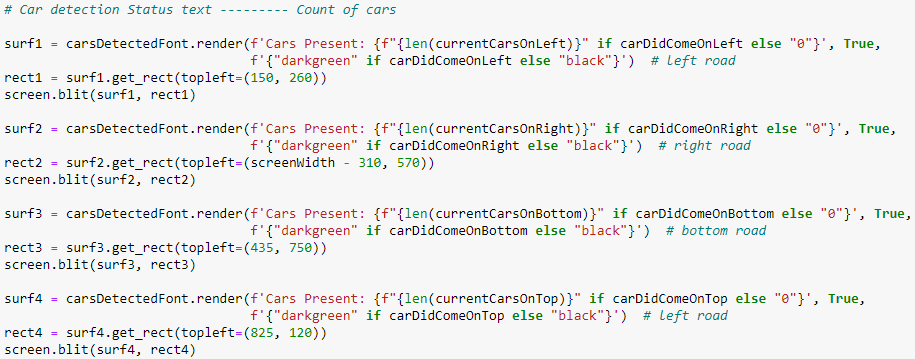 # Car detection Status text --------- Count of cars
surf1 = carsDetectedFont.render(f'Cars Present: {f"{len(currentCarsOnLeft)}" if carDidComeOnLeft else "0"}', True,
f'{"darkgreen" if carDidComeOnLeft else "black"}')  # left road
rect1 = surf1.get_rect(topleft=(150, 260))
screen.blit(surf1, rect1)
surf2 = carsDetectedFont.render(f'Cars Present: {f"{len(currentCarsOnRight)}" if carDidComeOnRight else "0"}', True,
f'{"darkgreen" if carDidComeOnRight else "black"}')  # right road
rect2 = surf2.get_rect(topleft=(screenWidth - 310, 570))
screen.blit(surf2, rect2)
surf3 = carsDetectedFont.render(f'Cars Present: {f"{len(currentCarsOnBottom)}" if carDidComeOnBottom else "0"}', True,
f'{"darkgreen" if carDidComeOnBottom else "black"}')  # bottom road
rect3 = surf3.get_rect(topleft=(435, 750))
screen.blit(surf3, rect3)
surf4 = carsDetectedFont.render(f'Cars Present: {f"{len(currentCarsOnTop)}" if carDidComeOnTop else "0"}', True,
f'{"darkgreen" if carDidComeOnTop else "black"}')  # left road
rect4 = surf4.get_rect(topleft=(825, 120))
screen.blit(surf4, rect4)